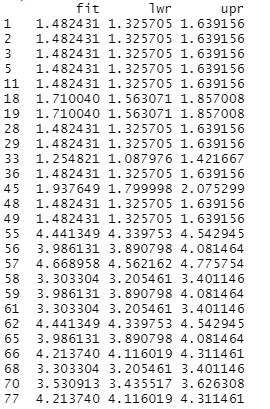 fit lwr upr
1 1.482431 1.325705 1.639156
2 1.482431 1.325705 1.639156
3 1.482431 1.325705 1.639156
5 1.482431 1.325705 1.639156
11 1.482431 1.325705 1.639156
18 1.710040 1.563071 1.857008
19 1.710040 1.563071 1.857008
28 1.482431 1.325705 1.639156
29 1.482431 1.325705 1.639156
33 1.254821 1.087976 1.421667
36 1.482431 1.325705 1.639156
45 1.937649 1.799998 2.075299
48 1.482431 1.325705 1.639156
49 1.482431 1.325705 1.639156
55 4.441349 4.339753 4.542945
56 3.986131 3.890798 4.081464
57 4.668958 4.562162 4.775754
58 3.303304 3.205461 3.401146
59 3.986131 3.890798 4.081464
61 3.303304 3.205461 3.401146
62 4.441349 4.339753 4.542945
65 3.986131 3.890798 4.081464
66 4.213740 4.116019 4.311461
68 3.303304 3.205461 3.401146
70 3.530913 3.435517 3.626308
77 4.213740 4.116019 4.311461